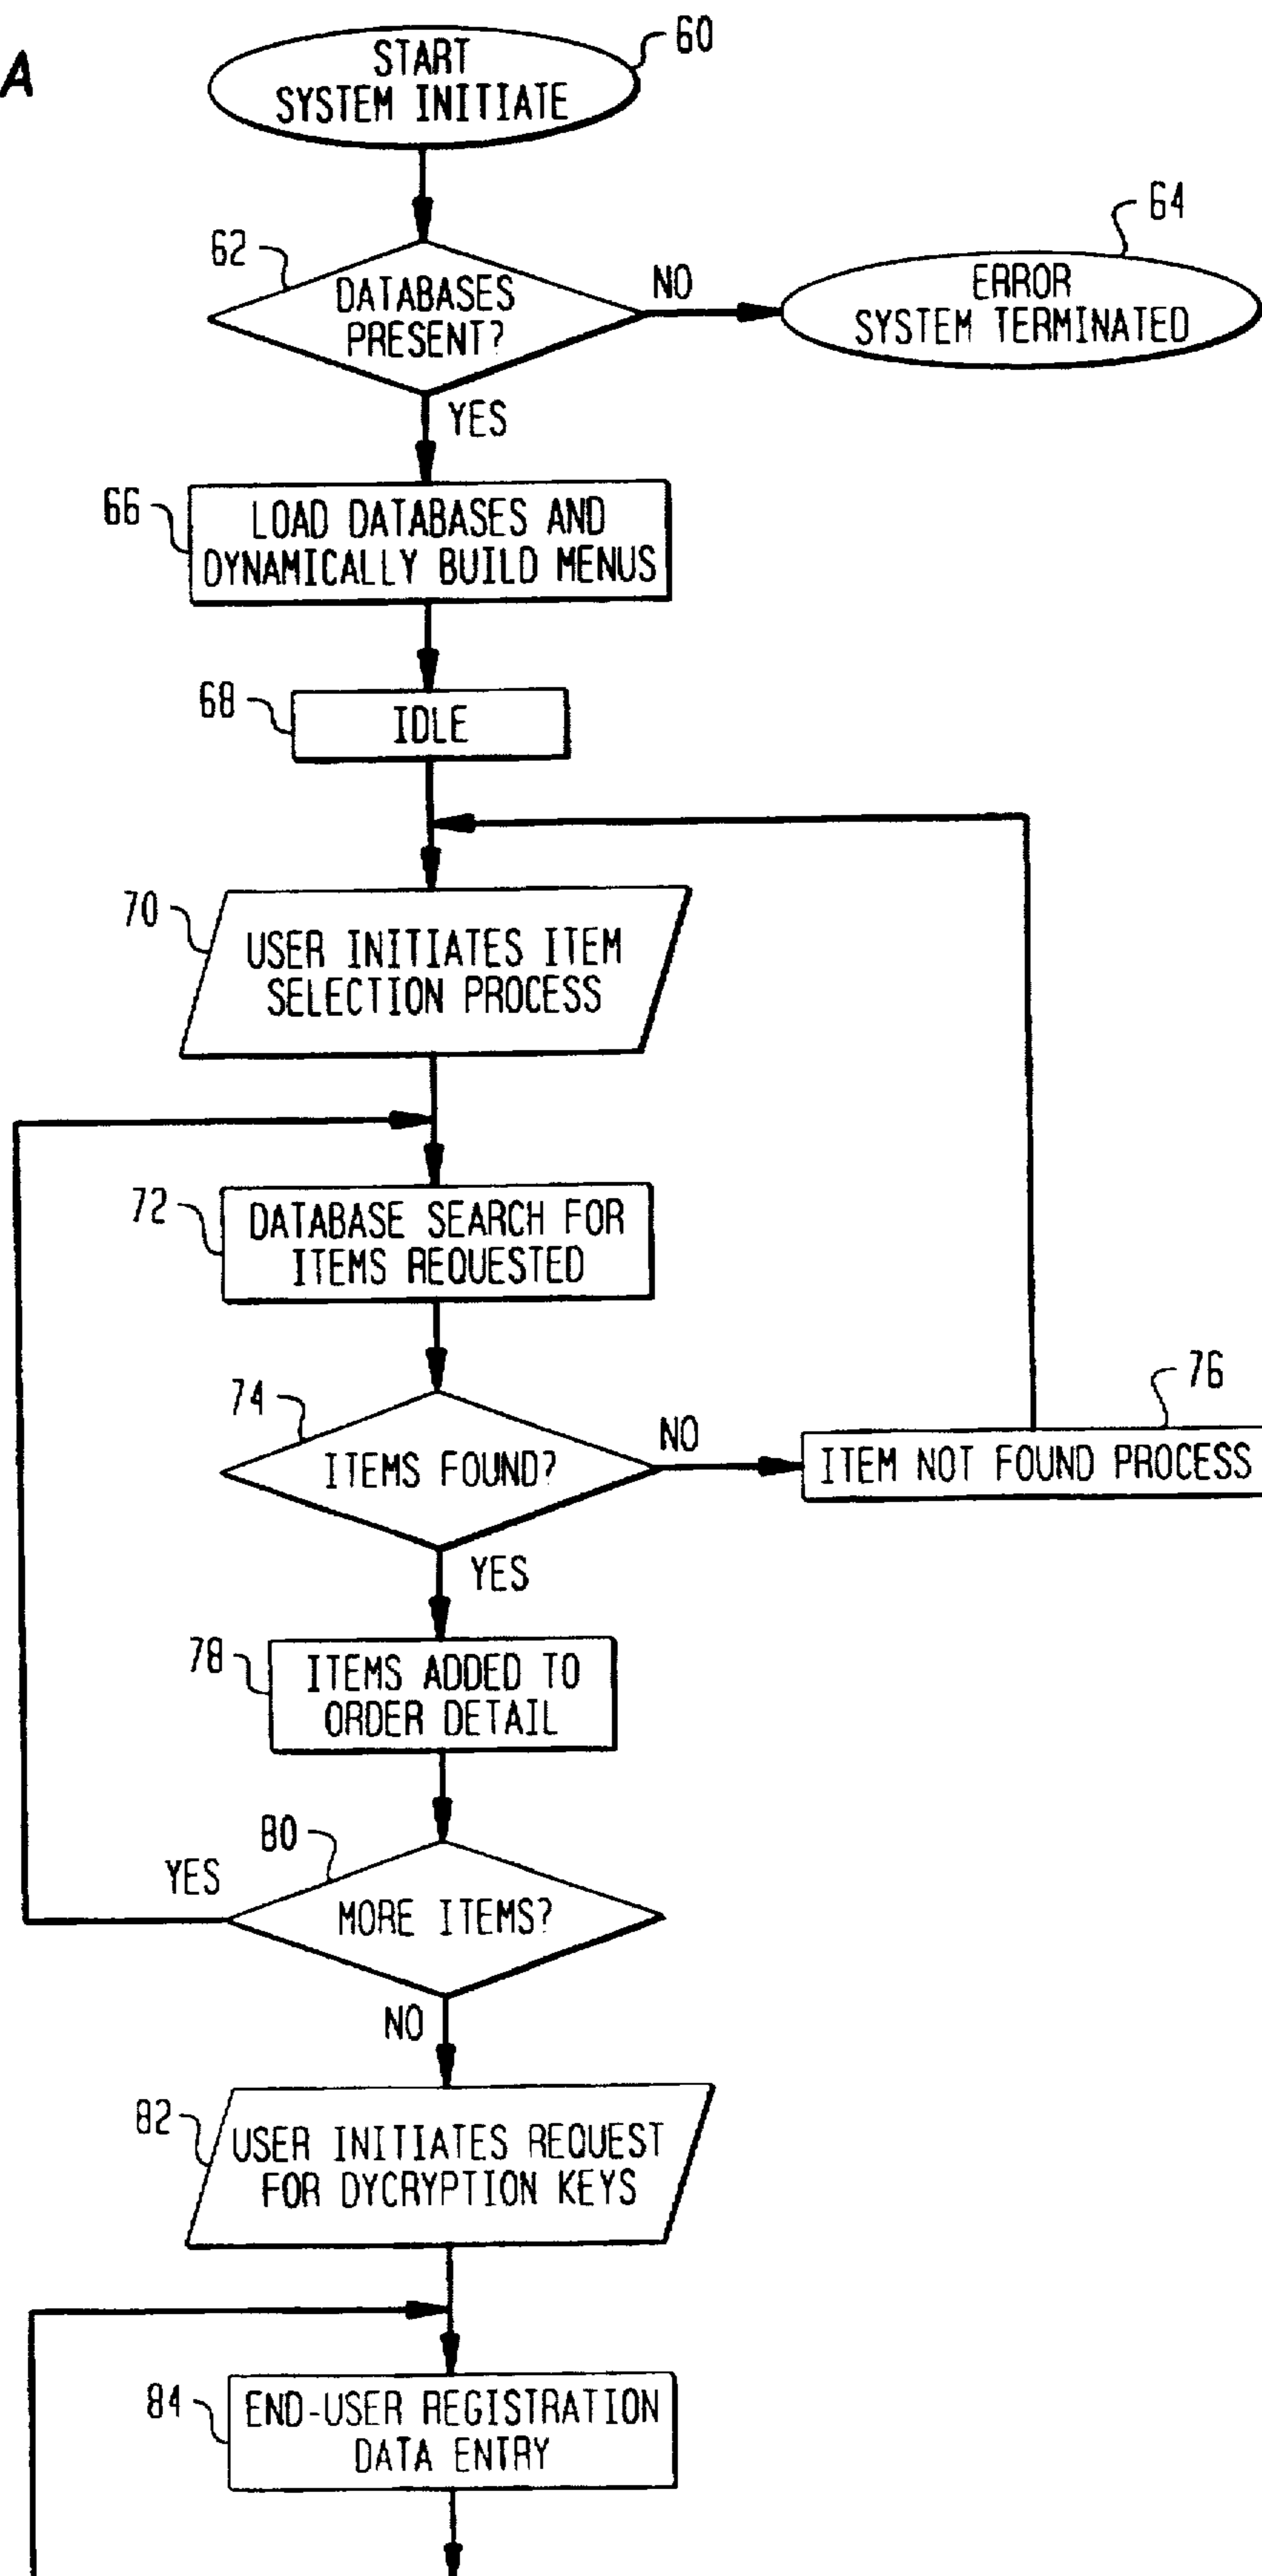 A
START
SYSTEM INITIATE
60
62
DATABASES
PRESENT?
NO
64
ERROR
SYSTEM TERMINATED
YES
66
LOAD DATABASES AND
DYNAMICALLY BUILD MENUS
68
IDLE
70
USER INITIATES ITEM
SELECTION PROCESS
72
DATABASE SEARCH FOR
ITEMS REQUESTED
74
ITEMS FOUND?
NO
76
ITEM NOT FOUND PROCESS
YES
78
ITEMS ADDED TO
ORDER DETAIL
80
YES
MORE ITEMS?
NO
82
USER INITIATES REQUEST
FOR DYCRYPTION KEYS
84
END-USER REGISTRATION
DATA ENTRY